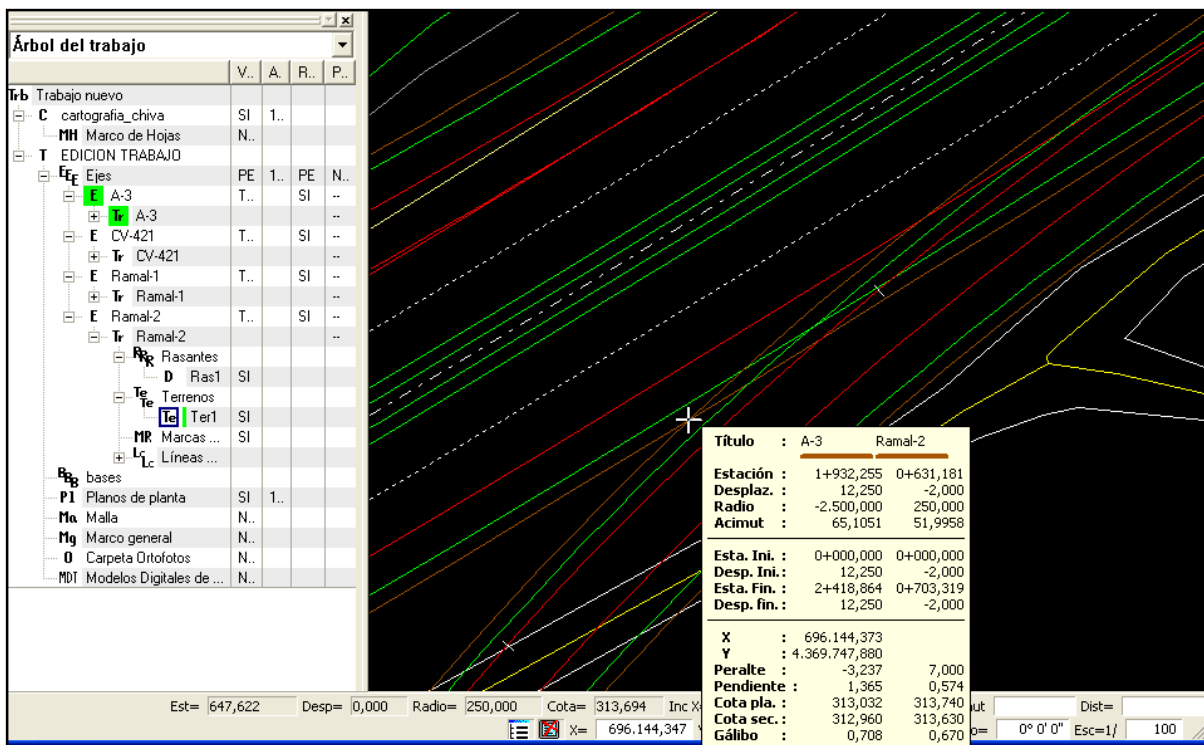 Árbol del trabajo
V.. A. R.. P..
Trb Trabajo nuevo
C cartografia_chiva SI 1..
MH Marco de Hojas N..
T EDICION TRABAJO
EEE Ejes PE 1.. PE N..
E A-3 T.. SI --
Tr A-3 --
E CV-421 T.. SI --
Tr CV-421 --
E Ramal-1 T.. SI --
Tr Ramal-1 --
E Ramal-2 T.. SI --
Tr Ramal-2 --
RRR Rasantes
D Ras1 SI
Te Te Te Terrenos
Te Ter1 SI
MR Marcas ... SI
Lc Lc Líneas ...
BBB bases
Pl Planos de planta SI 1..
Ma Malla N..
Mg Marco general N..
O Carpeta Ortofotos N..
MDT Modelos Digitales de ... N..
Título : A-3 Ramal-2
Estación : 1+932,255 0+631,181
Desplaz. : 12,250 -2,000
Radio : -2.500,000 250,000
Acimut : 65,1051 51,9958
Esta. Ini. : 0+000,000 0+000,000
Desp. Ini. : 12,250 -2,000
Esta. Fin. : 2+418,864 0+703,319
Desp. fin. : 12,250 -2,000
X : 696.144,373
Y : 4.369.747,880
Peralte : -3,237 7,000
Pendiente : 1,365 0,574
Cota pla. : 313,032 313,740
Cota sec. : 312,960 313,630
Gálibo : 0,708 0,670
Est= 647,622 Desp= 0,000 Radio= 250,000 Cota= 313,694 Inc X Dist=
X= 696.144,347 0° 0' 0" Esc=1/ 100